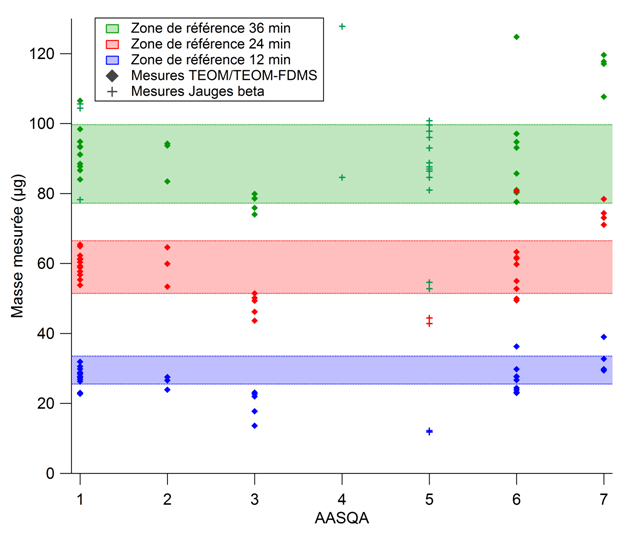 Zone de référence 36 min
Zone de référence 24 min
Zone de référence 12 min
Mesures TEOM/TEOM-FDMS
Mesures Jauges beta
Masse mesurée (µg)
120
100
80
60
40
20
0
1 2 3 4 5 6 7
AASQA